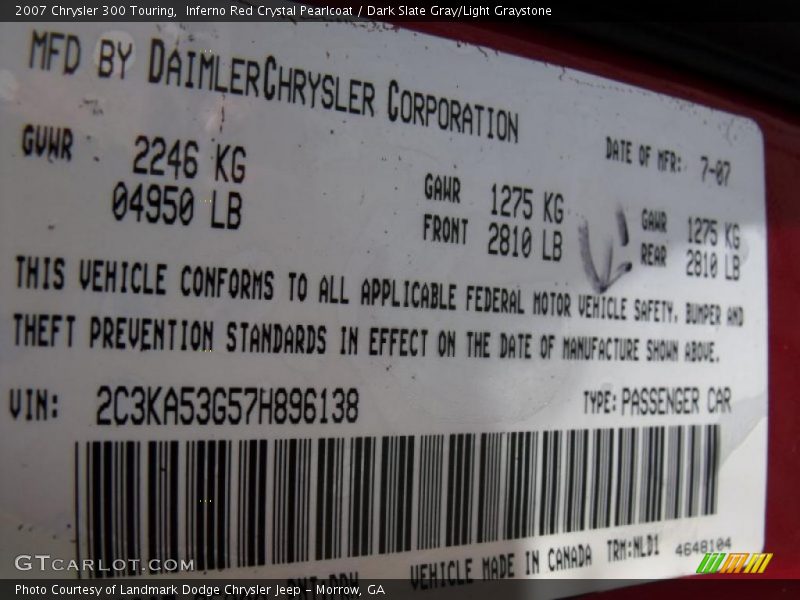 2007 Chrysler 300 Touring,  Inferno Red Crystal Pearlcoat / Dark Slate Gray/Light Graystone
MFD BY DAIMLERCHRYSLER CORPORATION
DATE OF MFR: 7-07
GVWR 2246 KG
04950 LB
GAWR 1275 KG
FRONT 2810 LB
GAWR 1275 KG
REAR 2810 LB
THIS VEHICLE CONFORMS TO ALL APPLICABLE FEDERAL MOTOR VEHICLE SAFETY, BUMPER AND
THEFT PREVENTION STANDARDS IN EFFECT ON THE DATE OF MANUFACTURE SHOWN ABOVE.
VIN: 2C3KA53G57H896138
TYPE: PASSENGER CAR
VEHICLE MADE IN CANADA TRM:NLD1 4648104
GTCARLOT.COM
Photo Courtesy of Landmark Dodge Chrysler Jeep - Morrow, GA